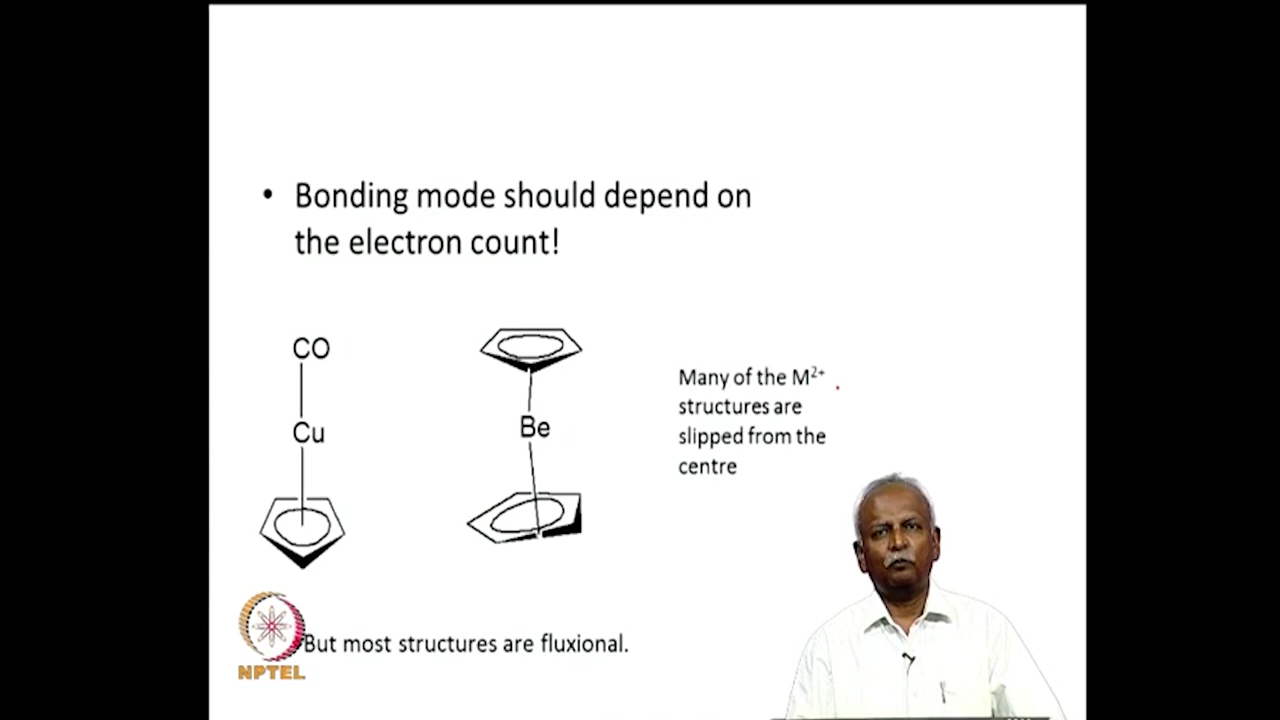 • Bonding mode should depend on
the electron count!
CO
Cu
Be
Many of the M²⁺
structures are
slipped from the
centre
But most structures are fluxional.
NPTEL